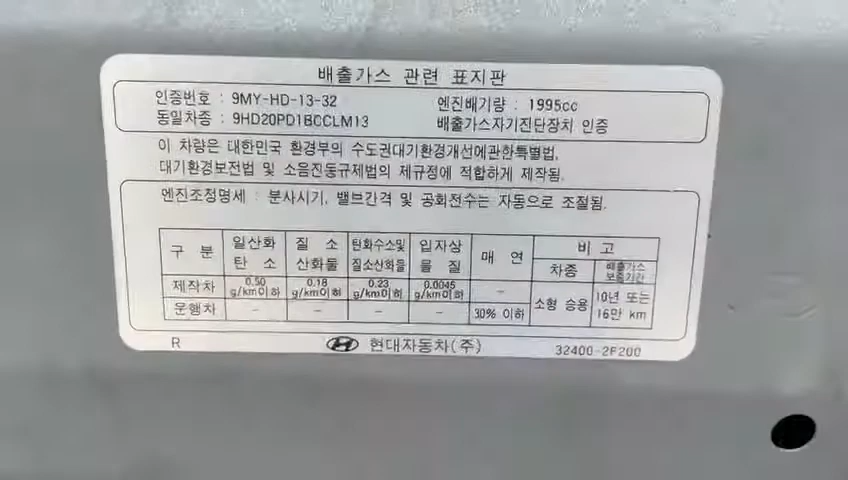 배출가스 관련 표지판
인증번호 : 9MY-HD-13-32 엔진배기량 : 1995cc
동일차종 : 9HD20PD1BCCLM13 배출가스자기진단장치 인증
이 차량은 대한민국 환경부의 수도권대기환경개선에관한특별법,
대기환경보전법 및 소음진동규제법의 제규정에 적합하게 제작됨.
엔진조정명세 : 분사시기, 밸브간격 및 공회전수는 자동으로 조절됨.
구 분 일산화탄 소 질 소산화물 탄화수소및질소산화물 입자상물 질 매 연 비 고
차종 배출가스보증기간
제작차 0.50g/km이하 0.18g/km이하 0.23g/km이하 0.0045g/km이하 - 소형 승용 10년 또는 16만 km
운행차 - - - - 30% 이하
R 현대자동차(주) 32400-2F200